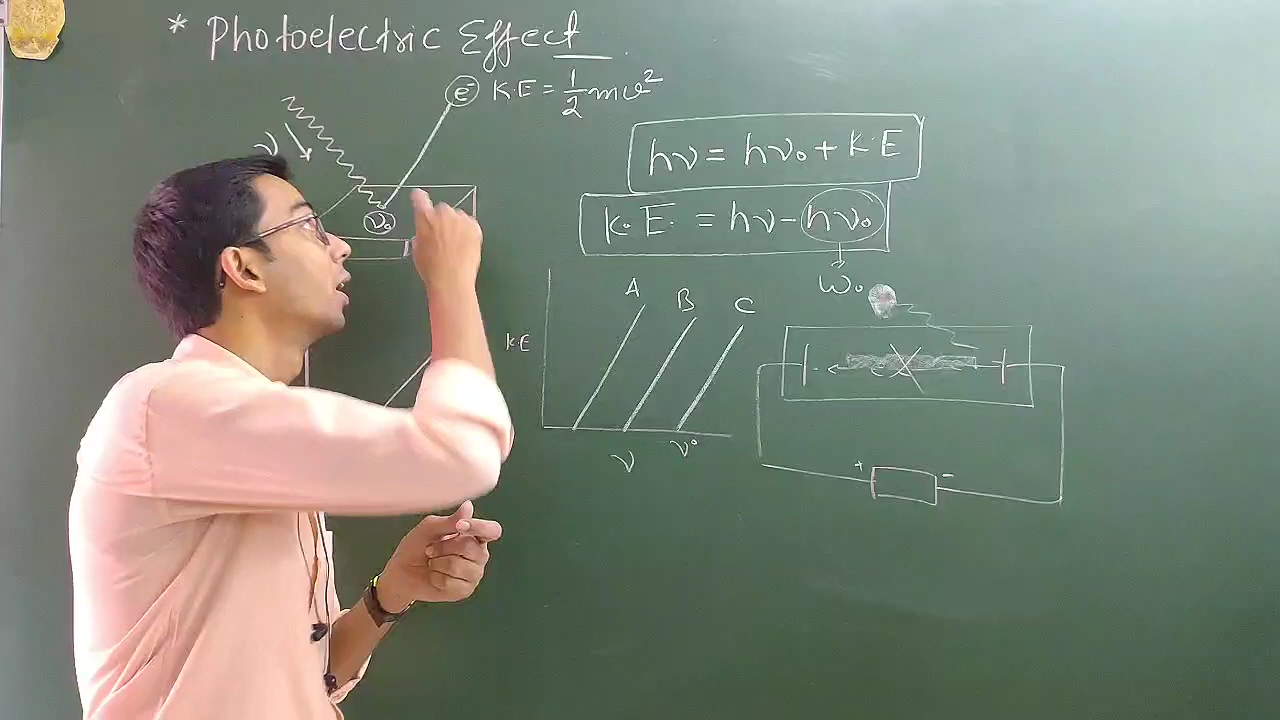 * Photoelectric Effect
e⁻ K.E = 1/2 mv²
ν
ν₀
hν = hν₀ + K.E
K.E. = hν - hν₀
W₀
A B C
K.E
ν ν⁰
e
+ -